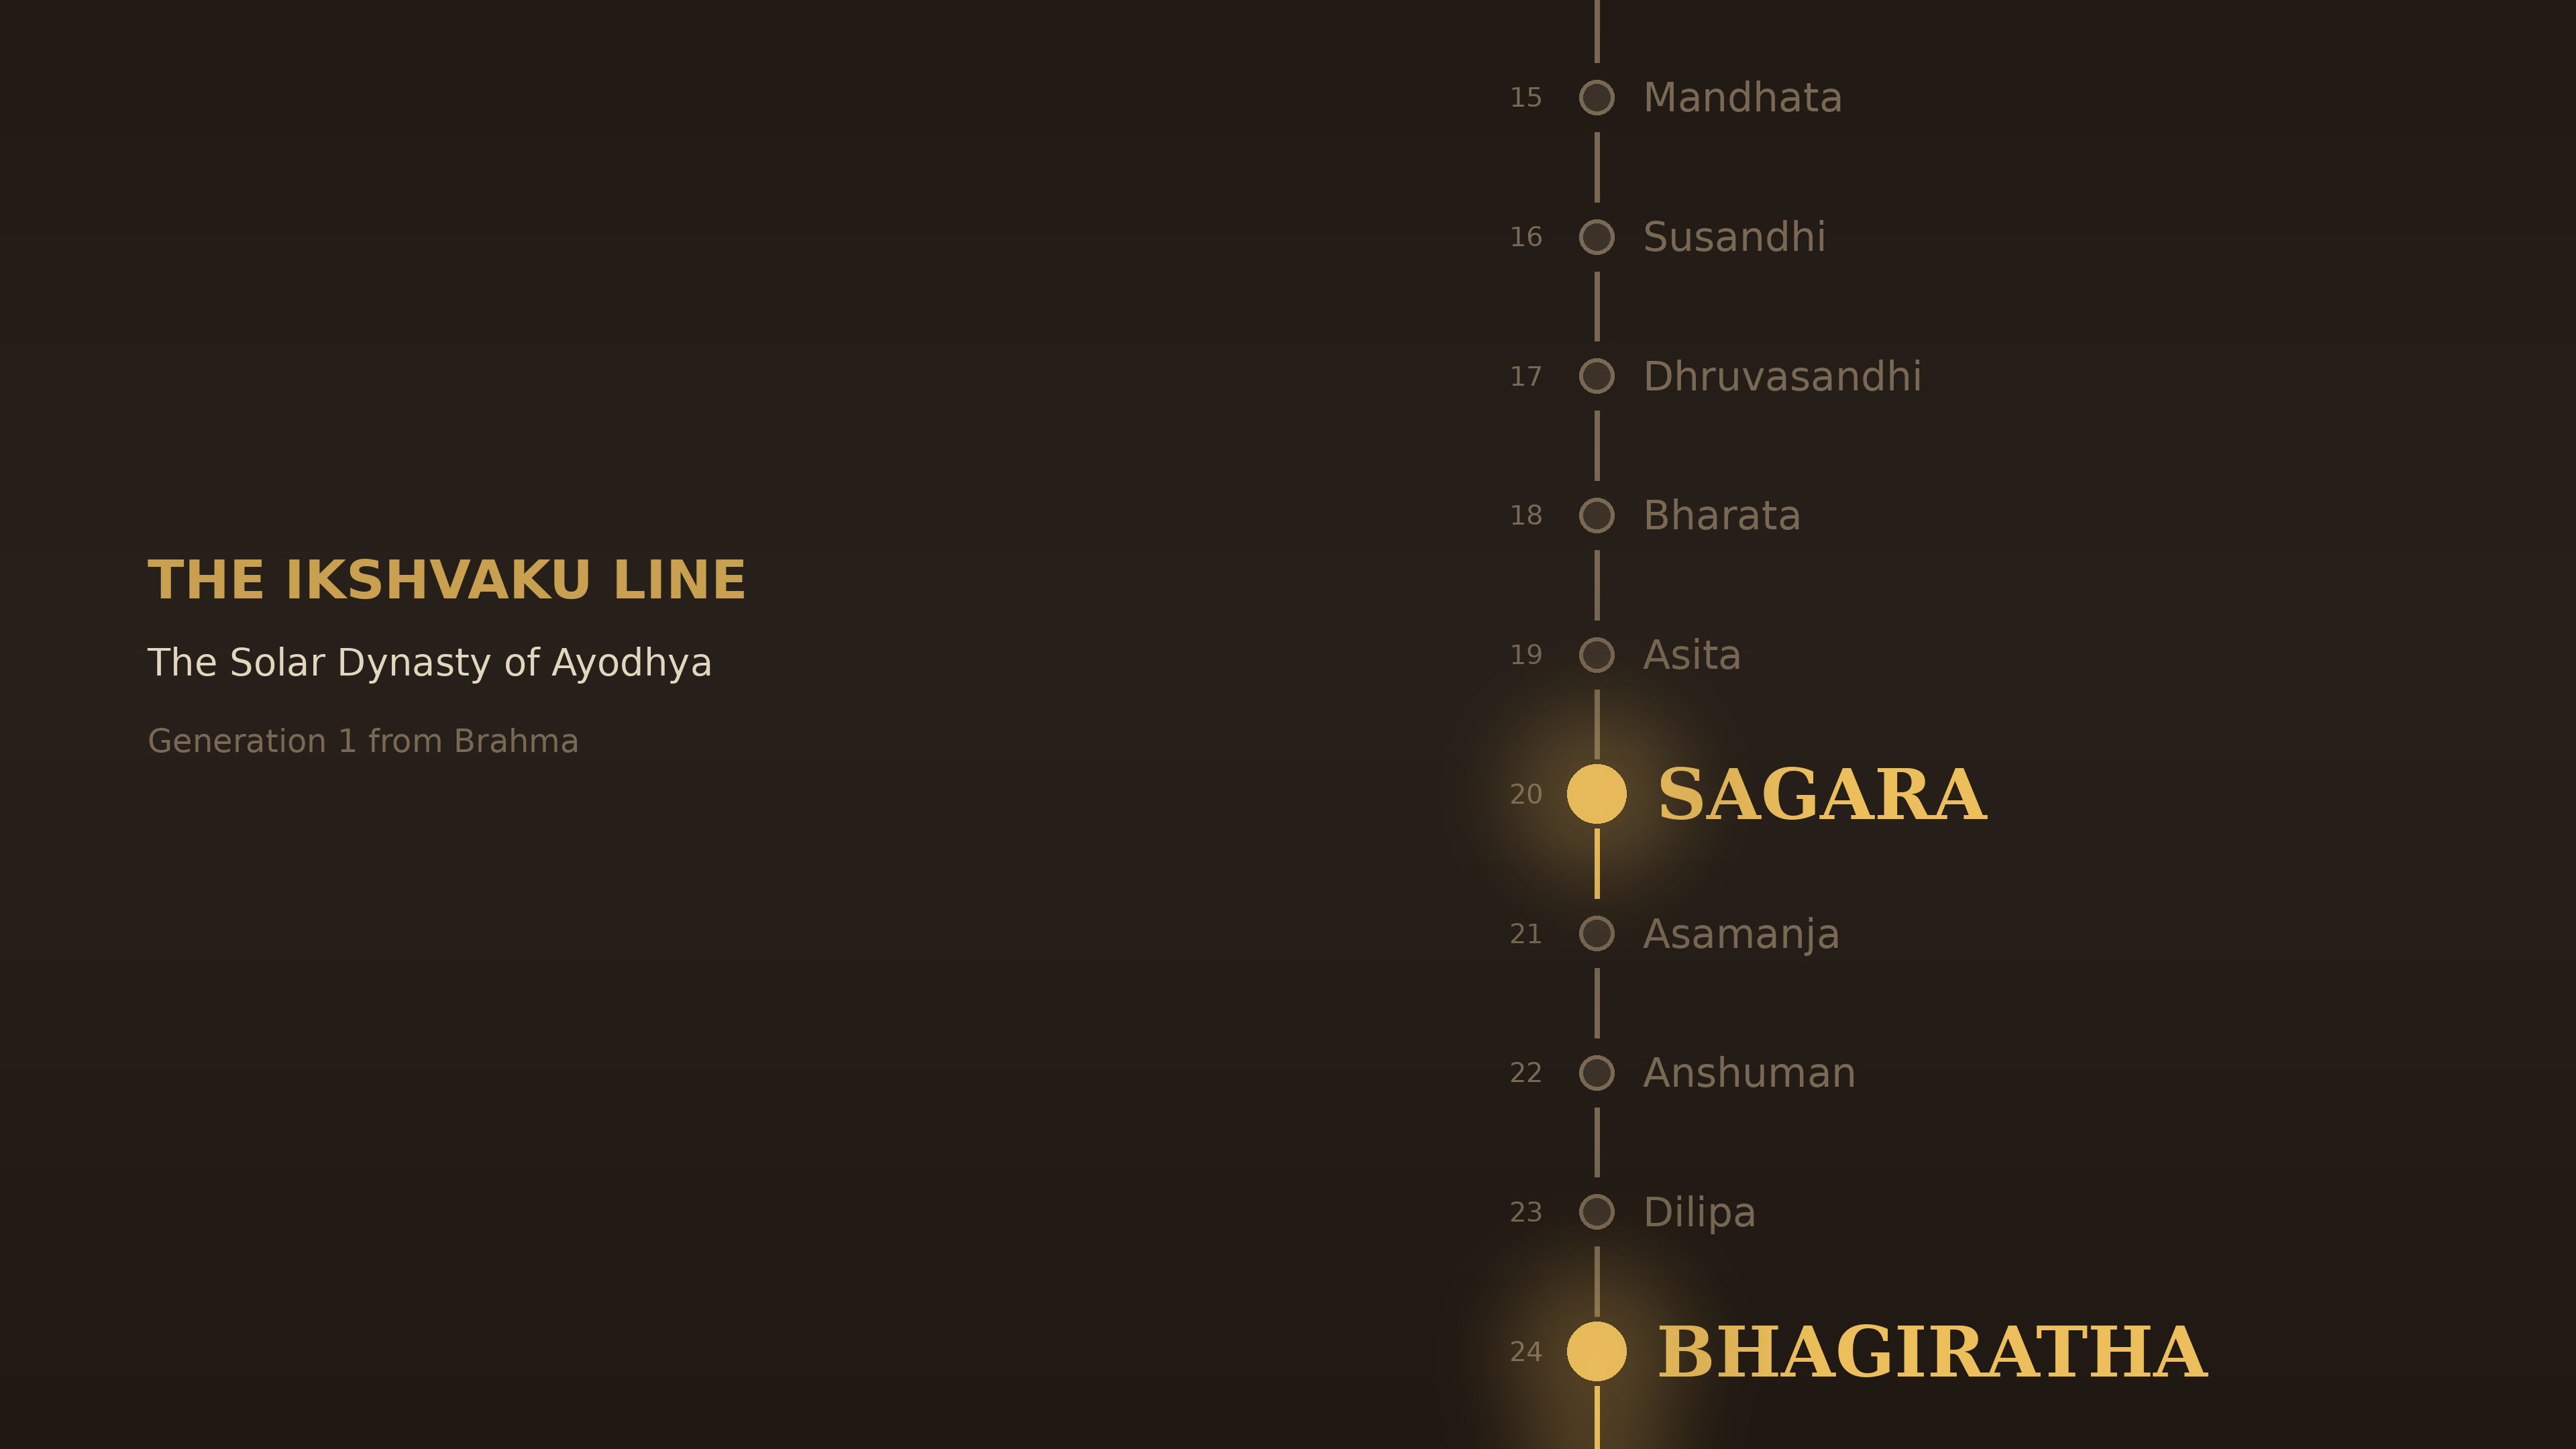 THE IKSHVAKU LINE
The Solar Dynasty of Ayodhya
Generation 1 from Brahma
15 Mandhata
16 Susandhi
17 Dhruvasandhi
18 Bharata
19 Asita
20 SAGARA
21 Asamanja
22 Anshuman
23 Dilipa
24 BHAGIRATHA